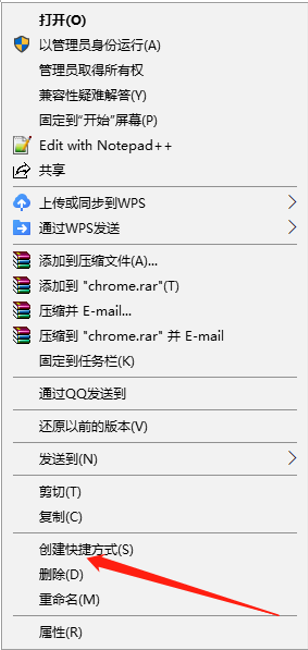 打开(O)
以管理员身份运行(A)
管理员取得所有权
兼容性疑难解答(Y)
固定到“开始”屏幕(P)
Edit with Notepad++
共享
上传或同步到WPS
通过WPS发送
添加到压缩文件(A)...
添加到 "chrome.rar"(T)
压缩并 E-mail...
压缩到 "chrome.rar" 并 E-mail
固定到任务栏(K)
通过QQ发送到
还原以前的版本(V)
发送到(N)
剪切(T)
复制(C)
创建快捷方式(S)
删除(D)
重命名(M)
属性(R)